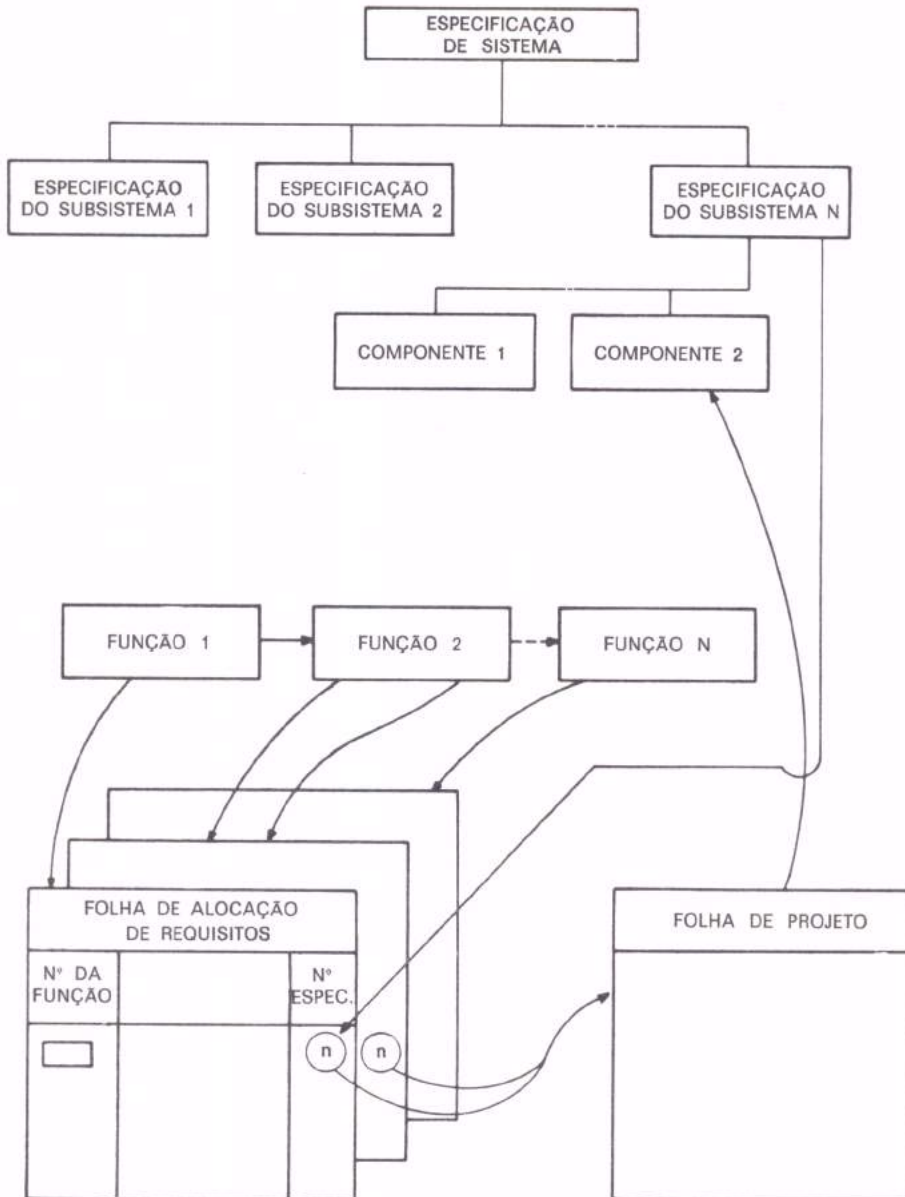 ESPECIFICAÇÃO
DE SISTEMA
ESPECIFICAÇÃO
DO SUBSISTEMA 1
ESPECIFICAÇÃO
DO SUBSISTEMA 2
ESPECIFICAÇÃO
DO SUBSISTEMA N
COMPONENTE 1
COMPONENTE 2
FUNÇÃO 1
FUNÇÃO 2
FUNÇÃO N
FOLHA DE ALOCAÇÃO
DE REQUISITOS
Nº DA
FUNÇÃO
Nº
ESPEC.
n
n
FOLHA DE PROJETO